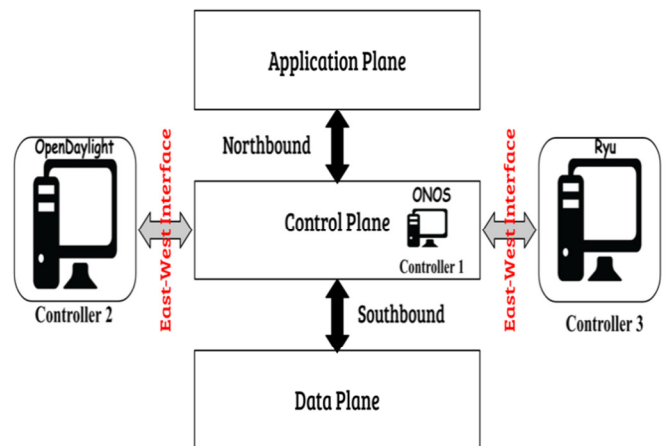 Application Plane
Northbound
OpenDaylight
East-West Interface
Controller 2
Control Plane
ONOS
Controller 1
East-West Interface
Ryu
Controller 3
Southbound
Data Plane